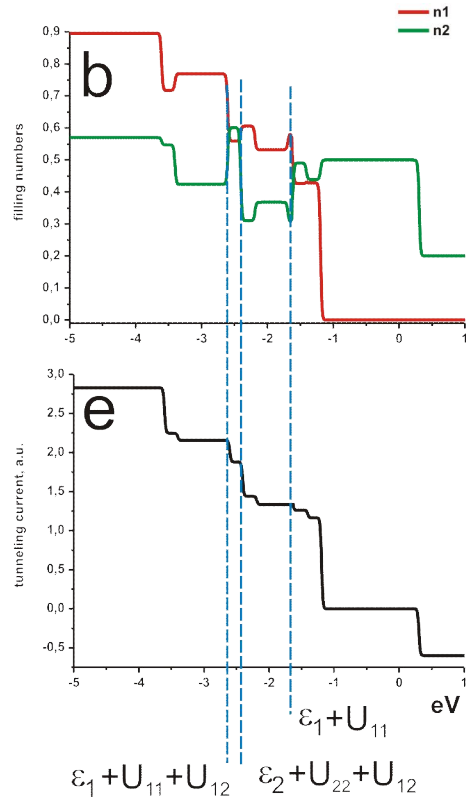 n1
n2
b
filling numbers
0,9
0,8
0,7
0,6
0,5
0,4
0,3
0,2
0,1
0,0
-5 -4 -3 -2 -1 0 1
e
tunneling current, a.u.
3,0
2,5
2,0
1,5
1,0
0,5
0,0
-0,5
-5 -4 -3 -2 -1 0 1
eV
ε₁+U₁₁
ε₁+U₁₁+U₁₂
ε₂+U₂₂+U₁₂